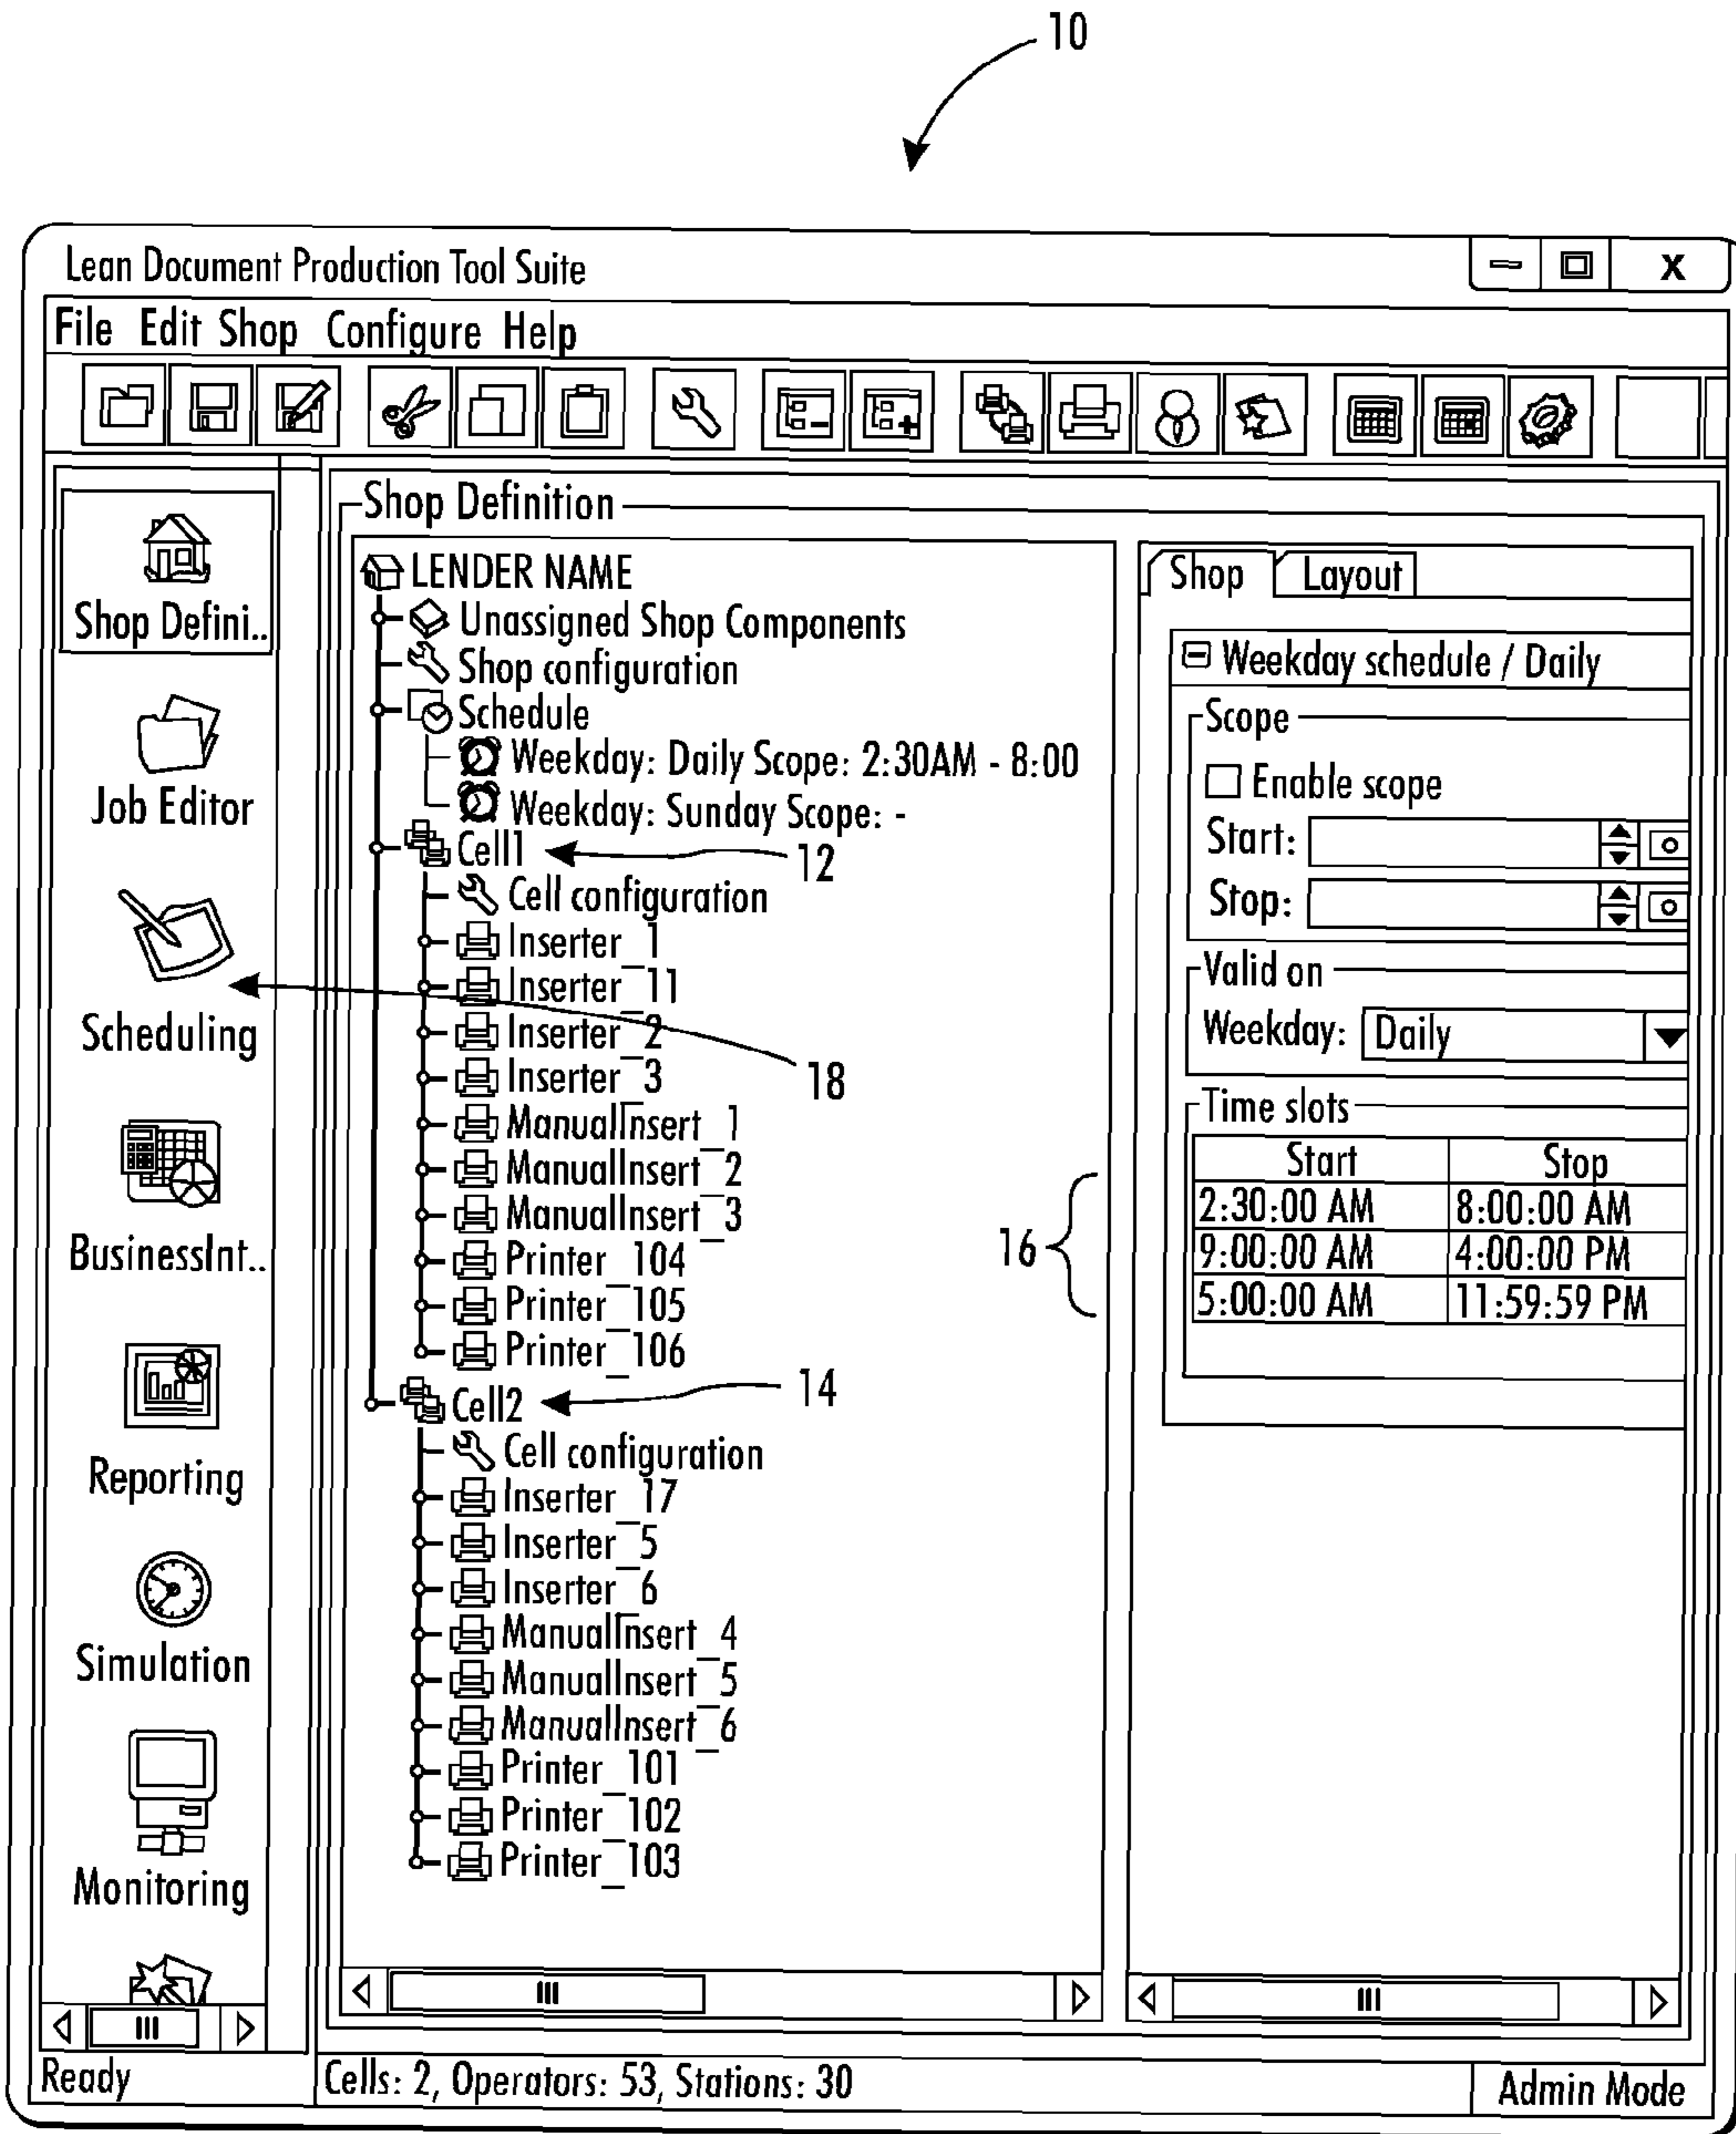 10
Lean Document Production Tool Suite
X
File Edit Shop Configure Help
Shop Defini..
Job Editor
Scheduling
BusinessInt..
Reporting
Simulation
Monitoring
Shop Definition
LENDER NAME
Unassigned Shop Components
Shop configuration
Schedule
Weekday: Daily Scope: 2:30AM - 8:00
Weekday: Sunday Scope: -
Cell1
12
Cell configuration
Inserter_1
Inserter_11
Inserter_2
Inserter_3
18
ManualInsert_1
ManualInsert_2
ManualInsert_3
Printer_104
Printer_105
Printer_106
Cell2
14
Cell configuration
Inserter_17
Inserter_5
Inserter_6
ManualInsert_4
ManualInsert_5
ManualInsert_6
Printer_101
Printer_102
Printer_103
Shop Layout
Weekday schedule / Daily
Scope
Enable scope
Start:
Stop:
Valid on
Weekday: Daily
Time slots
Start Stop
16
2:30:00 AM 8:00:00 AM
9:00:00 AM 4:00:00 PM
5:00:00 AM 11:59:59 PM
Ready
Cells: 2, Operators: 53, Stations: 30
Admin Mode